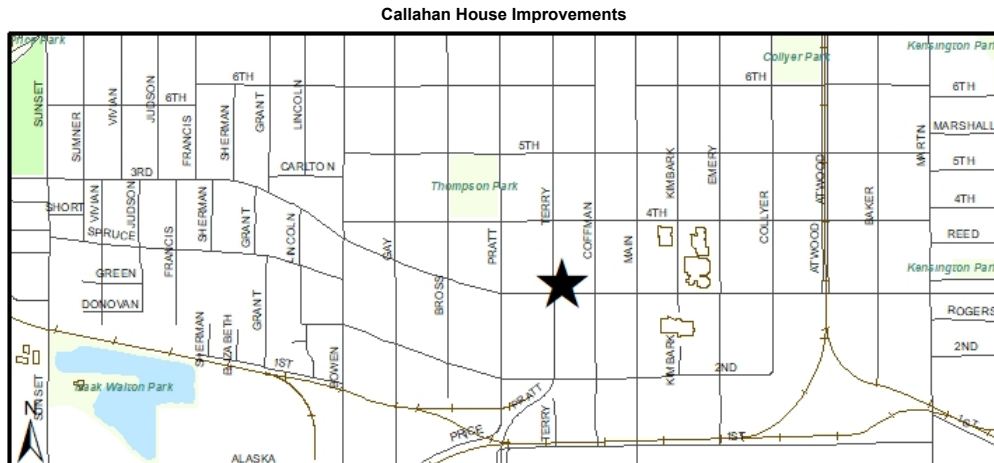 Callahan House Improvements
Price Park
Collyer Park
Kensington Park
SUNSET
SUMNER
VIVIAN
JUDSON
6TH
FRANCIS
SHERMAN
GRANT
LINCOLN
6TH
6TH
6TH
MARSHALL
5TH
5TH
MARTIN
3RD
CARLTON
Thompson Park
TERRY
KIMBARK
EMERY
ATWOOD
BAKER
4TH
4TH
SHORT
VIVIAN
JUDSON
SPRUCE
FRANCIS
SHERMAN
GRANT
LINCOLN
GAY
PRATT
COFFMAN
MAIN
COLLYER
ATWOOD
REED
Kensington Park
GREEN
DONOVAN
BROSS
ROGERS
SHERMAN
ELIZABETH
GRANT
1ST
BOWEN
KIMBARK
2ND
2ND
Izaak Walton Park
SUNSET
N
PRATT
PRICE
TERRY
1ST
1ST
ALASKA